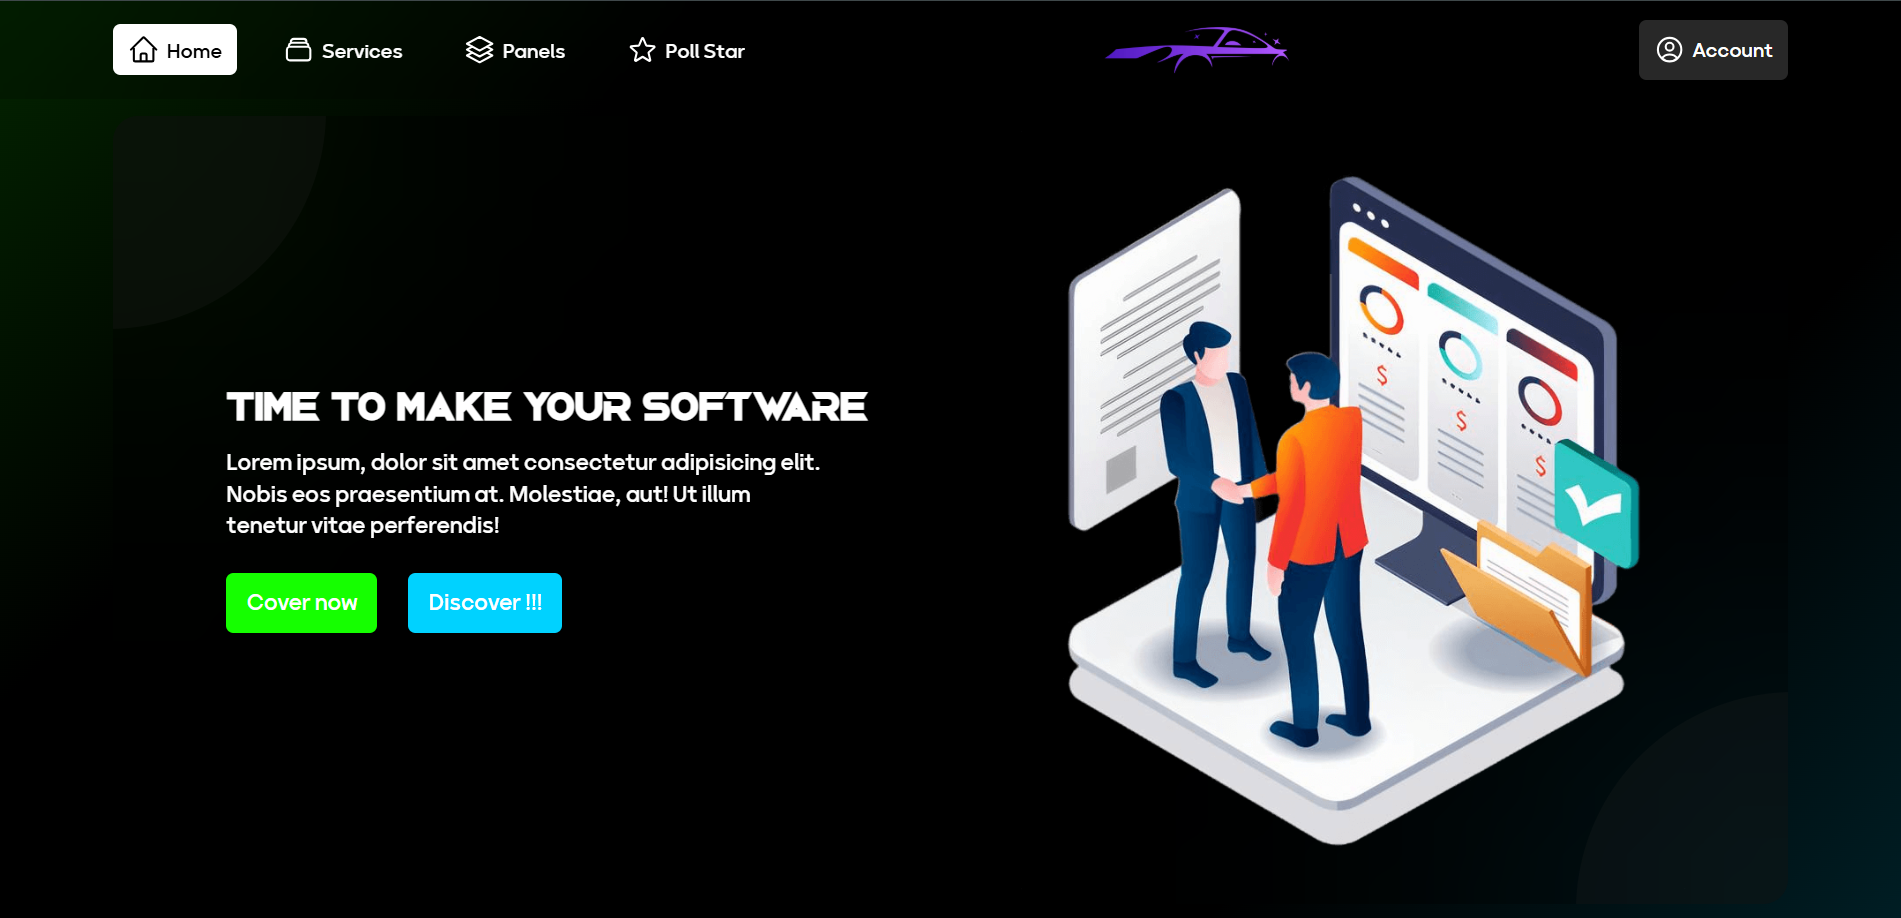 Home
Services
Panels
Poll Star
Account
TIME TO MAKE YOUR SOFTWARE
Lorem ipsum, dolor sit amet consectetur adipisicing elit.
Nobis eos praesentium at. Molestiae, aut! Ut illum
tenetur vitae perferendis!
Cover now
Discover !!!
$
$
$